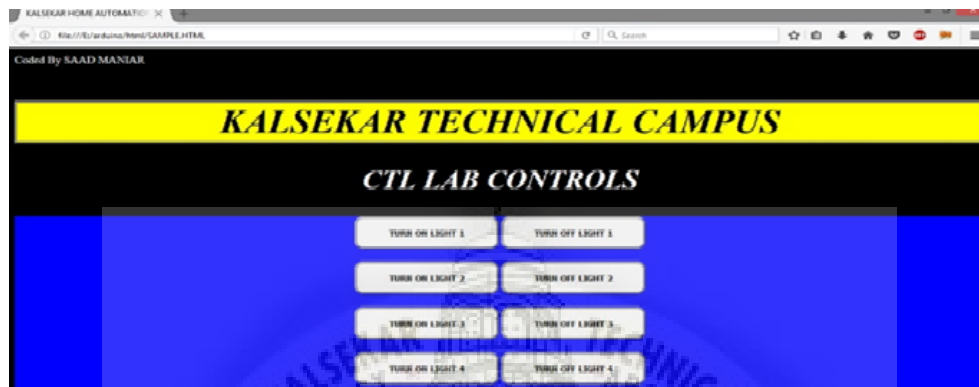 KALSEKAR HOME AUTOMATIO
file:///E:/arduino/html/SAMPLE.HTML
Search
Coded By SAAD MANIAR
KALSEKAR TECHNICAL CAMPUS
CTL LAB CONTROLS
TURN ON LIGHT 1 TURN OFF LIGHT 1
TURN ON LIGHT 2 TURN OFF LIGHT 2
TURN ON LIGHT 3 TURN OFF LIGHT 3
TURN ON LIGHT 4 TURN OFF LIGHT 4
KALSEKAR TECHNIC